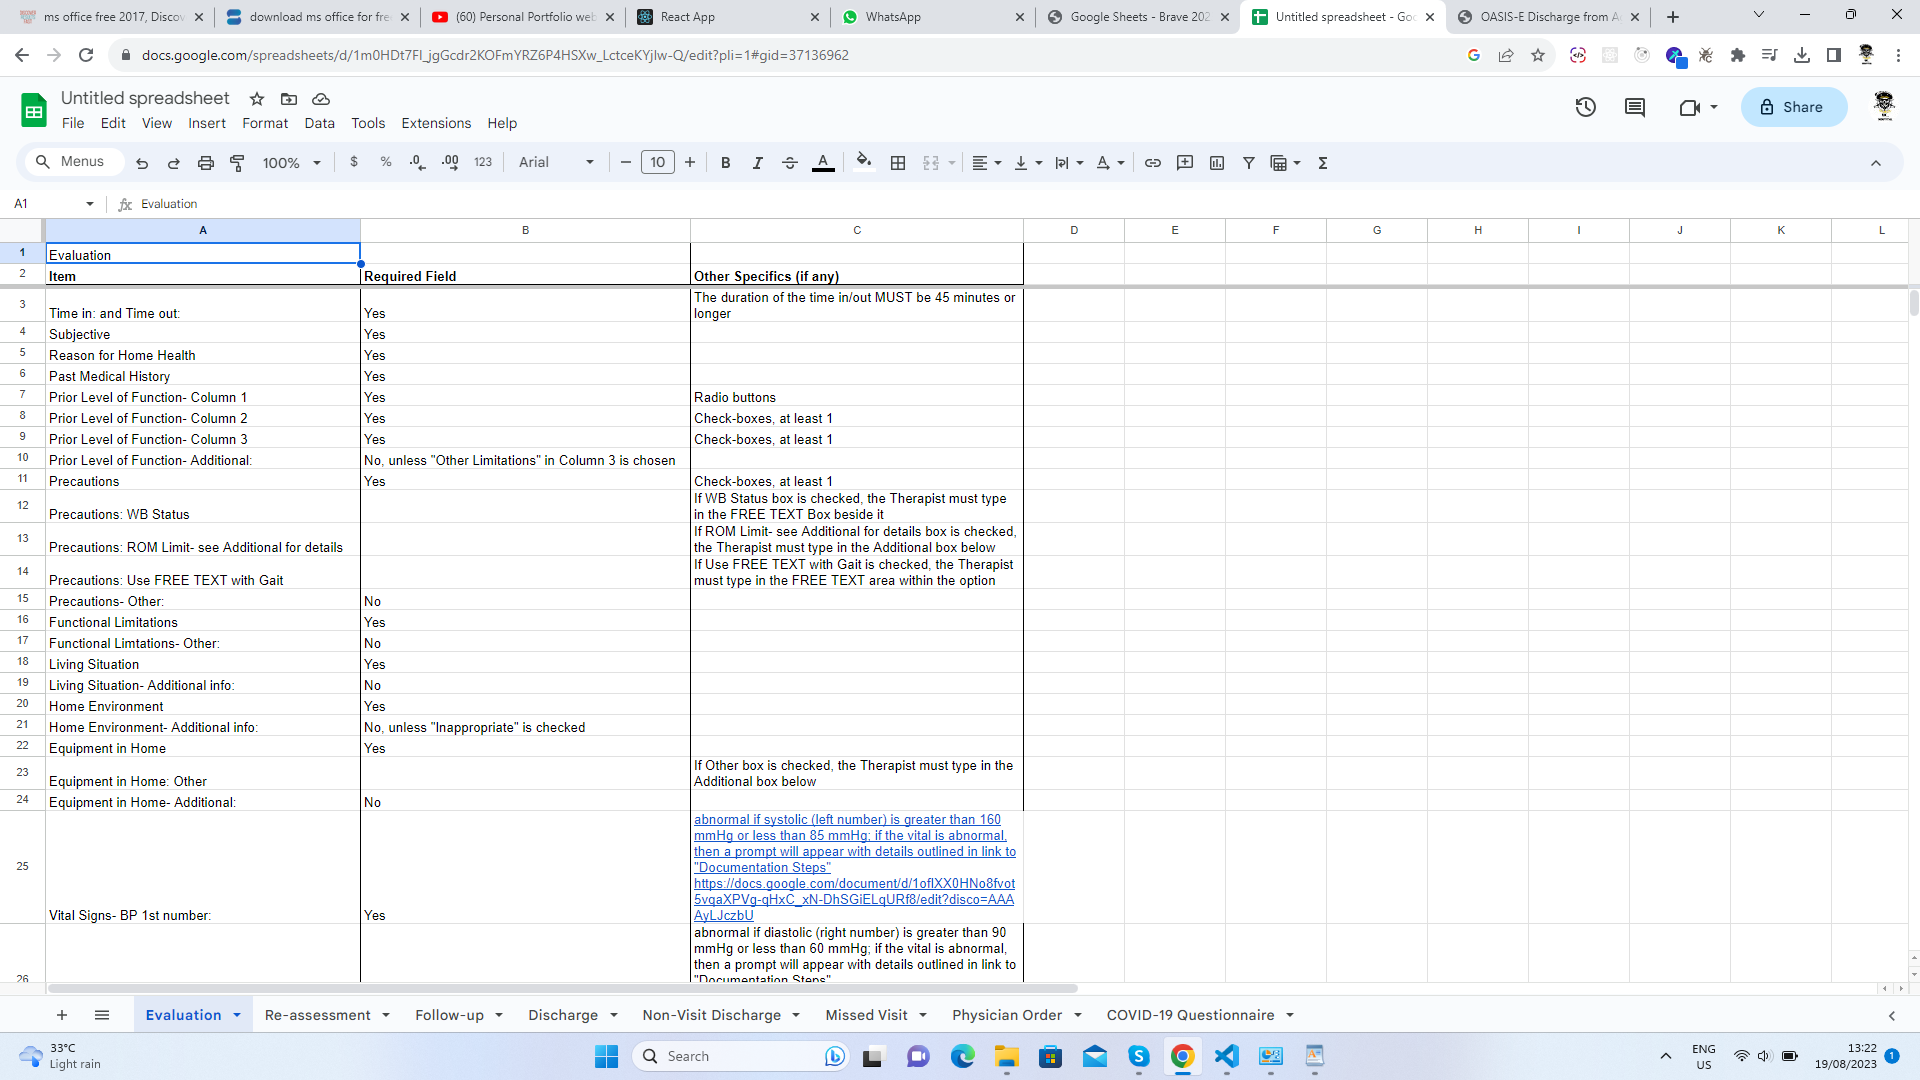 ms office free 2017, Discov
download ms office for fre
(60) Personal Portfolio web
React App
WhatsApp
Google Sheets - Brave 202
Untitled spreadsheet - Goo
OASIS-E Discharge from A
docs.google.com/spreadsheets/d/1m0HDt7FI_jgGcdr2KOFmYRZ6P4HSXw_LctceKYjlw-Q/edit?pli=1#gid=37136962
Untitled spreadsheet
File Edit View Insert Format Data Tools Extensions Help
Share
Menus 100% $ % .0 .00 123 Arial 10 B I A
A1 fx Evaluation
A B C D E F G H I J K L
1 Evaluation
2 Item Required Field Other Specifics (if any)
3 Time in: and Time out: Yes The duration of the time in/out MUST be 45 minutes or
longer
4 Subjective Yes
5 Reason for Home Health Yes
6 Past Medical History Yes
7 Prior Level of Function- Column 1 Yes Radio buttons
8 Prior Level of Function- Column 2 Yes Check-boxes, at least 1
9 Prior Level of Function- Column 3 Yes Check-boxes, at least 1
10 Prior Level of Function- Additional: No, unless "Other Limitations" in Column 3 is chosen
11 Precautions Yes Check-boxes, at least 1
12 Precautions: WB Status If WB Status box is checked, the Therapist must type
in the FREE TEXT Box beside it
13 Precautions: ROM Limit- see Additional for details If ROM Limit- see Additional for details box is checked,
the Therapist must type in the Additional box below
14 Precautions: Use FREE TEXT with Gait If Use FREE TEXT with Gait is checked, the Therapist
must type in the FREE TEXT area within the option
15 Precautions- Other: No
16 Functional Limitations Yes
17 Functional Limtations- Other: No
18 Living Situation Yes
19 Living Situation- Additional info: No
20 Home Environment Yes
21 Home Environment- Additional info: No, unless "Inappropriate" is checked
22 Equipment in Home Yes
23 Equipment in Home: Other If Other box is checked, the Therapist must type in the
Additional box below
24 Equipment in Home- Additional: No
25 Vital Signs- BP 1st number: Yes abnormal if systolic (left number) is greater than 160
mmHg or less than 85 mmHg; if the vital is abnormal,
then a prompt will appear with details outlined in link to
"Documentation Steps"
https://docs.google.com/document/d/1oflXX0HNo8fvot
5vqaXPVg-qHxC_xN-DhSGiELqURf8/edit?disco=AAA
AyLJczbU
26 abnormal if diastolic (right number) is greater than 90
mmHg or less than 60 mmHg; if the vital is abnormal,
then a prompt will appear with details outlined in link to
"Documentation Steps"
Evaluation Re-assessment Follow-up Discharge Non-Visit Discharge Missed Visit Physician Order COVID-19 Questionnaire
33°C
Light rain
Search
ENG
US
13:22
19/08/2023
1